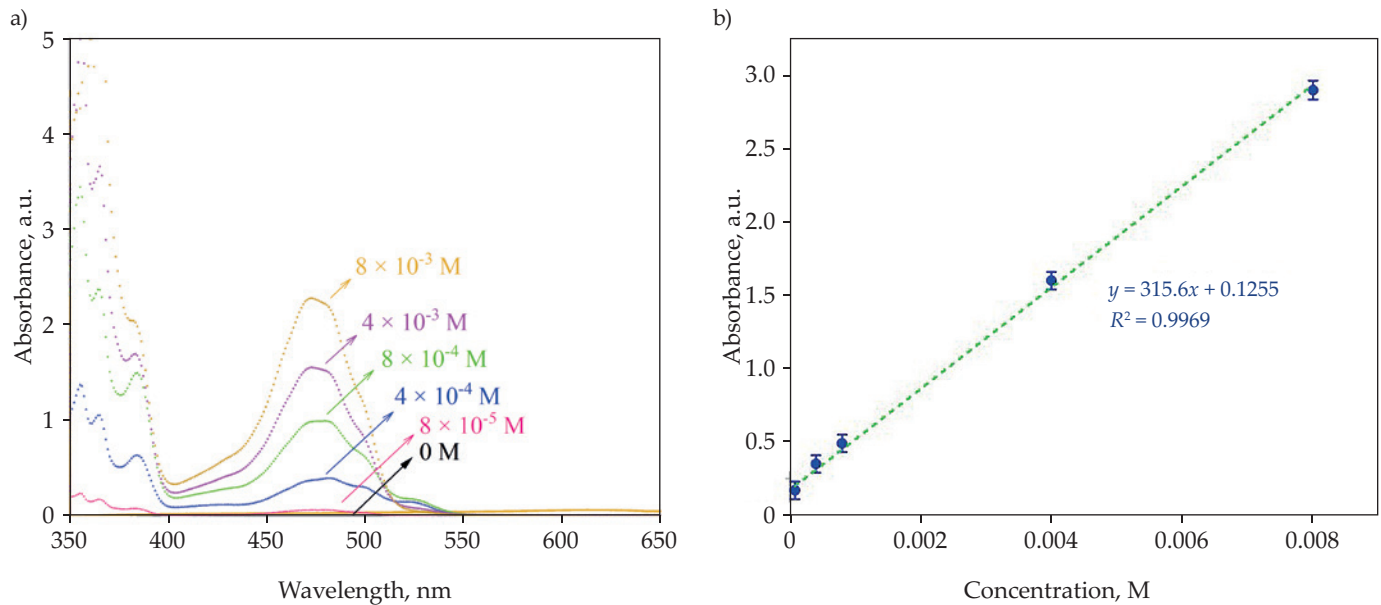 a)
5
4
3
2
1
0
Absorbance, a.u.
8 × 10⁻³ M
4 × 10⁻³ M
8 × 10⁻⁴ M
4 × 10⁻⁴ M
8 × 10⁻⁵ M
0 M
350 400 450 500 550 600 650
Wavelength, nm
b)
3.0
2.5
2.0
1.5
1.0
0.5
0
Absorbance, a.u.
y = 315.6x + 0.1255
R² = 0.9969
0 0.002 0.004 0.006 0.008
Concentration, M